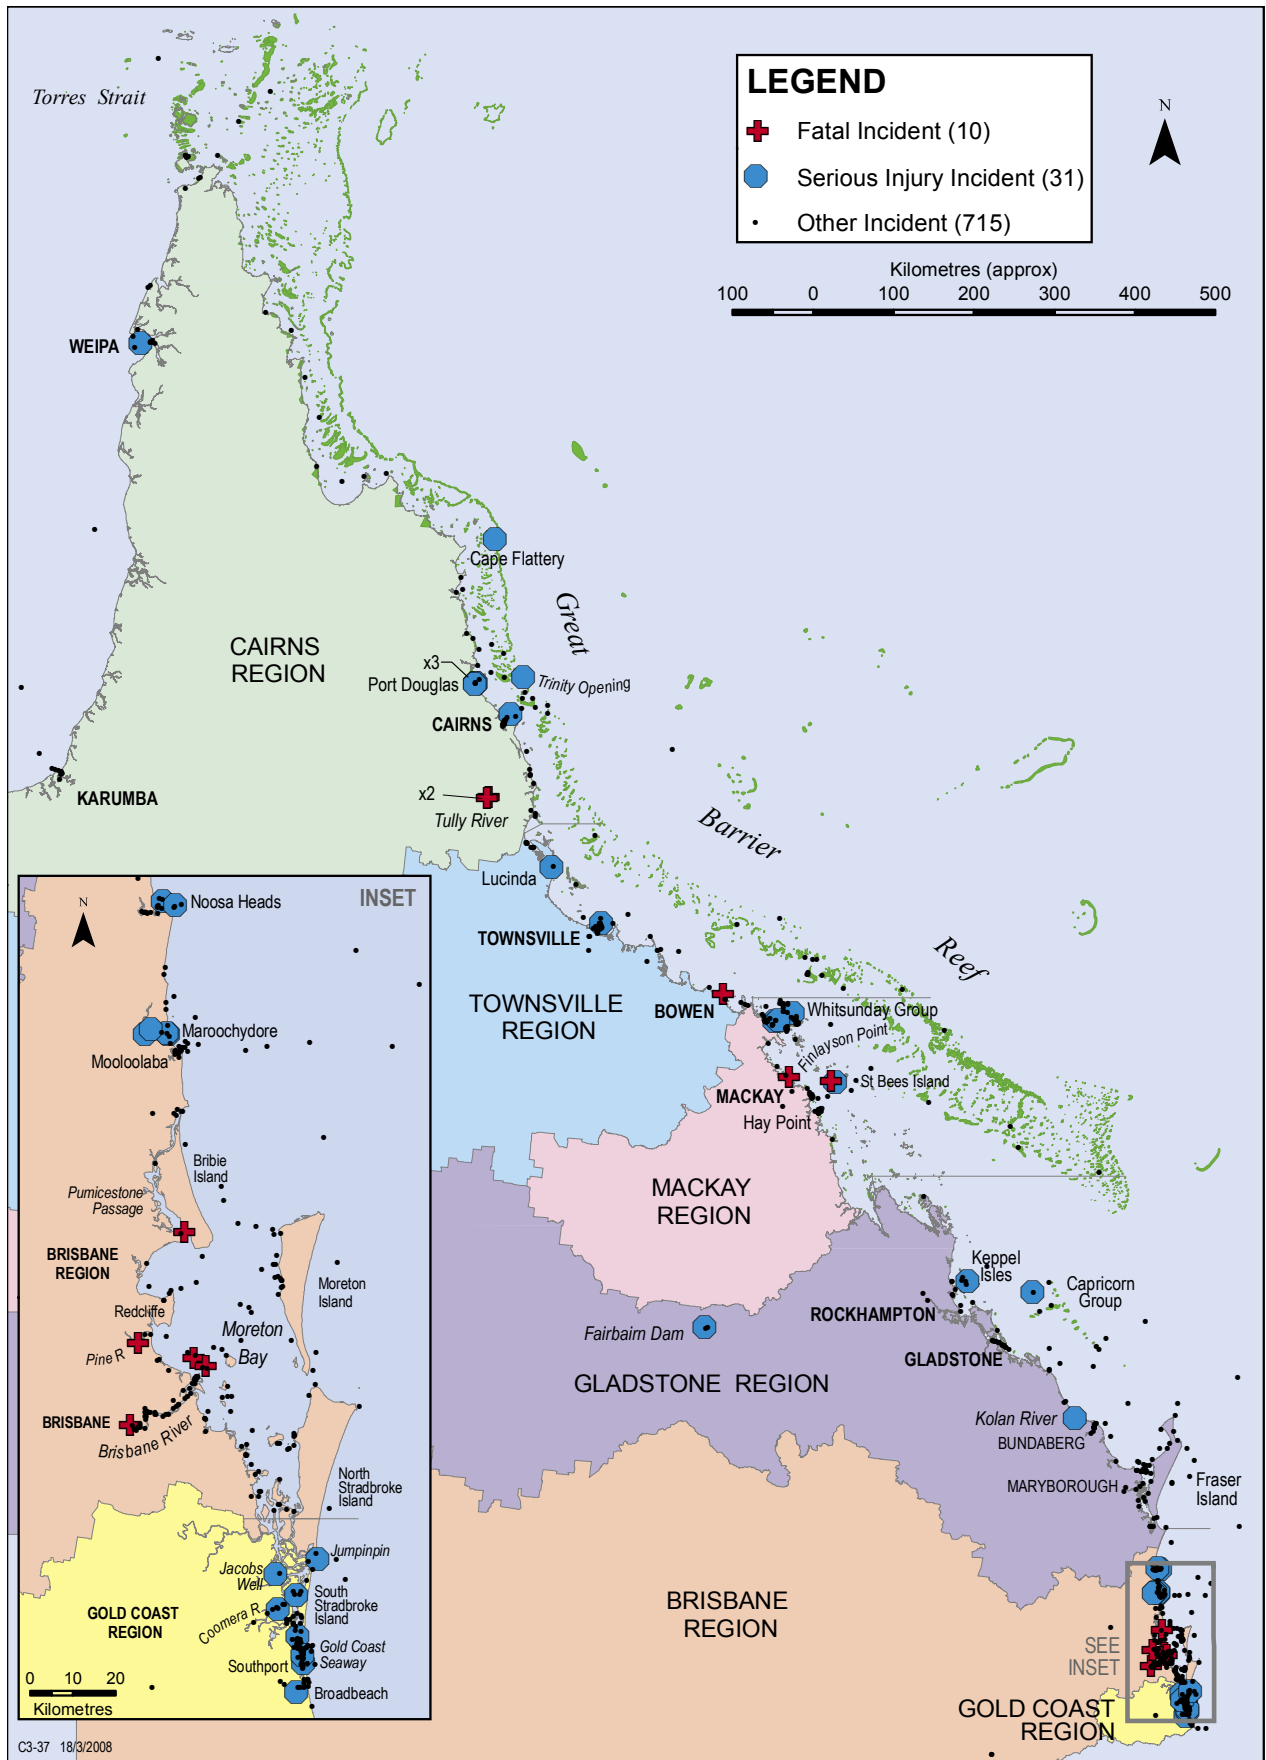 Torres Strait
LEGEND
Fatal Incident (10)
Serious Injury Incident (31)
Other Incident (715)
N
Kilometres (approx)
100 0 100 200 300 400 500
WEIPA
Cape Flattery
Great
Barrier
Reef
CAIRNS
REGION
x3
Port Douglas
Trinity Opening
CAIRNS
KARUMBA
x2
Tully River
Lucinda
TOWNSVILLE
TOWNSVILLE
REGION
BOWEN
Whitsunday Group
Finlayson Point
St Bees Island
MACKAY
Hay Point
MACKAY
REGION
Keppel
Isles
Capricorn
Group
ROCKHAMPTON
Fairbairn Dam
GLADSTONE
GLADSTONE REGION
Kolan River
BUNDABERG
MARYBOROUGH
Fraser
Island
BRISBANE
REGION
SEE
INSET
GOLD COAST
REGION
INSET
N
Noosa Heads
Maroochydore
Mooloolaba
Bribie
Island
Pumicestone
Passage
BRISBANE
REGION
Moreton
Island
Redcliffe
Moreton
Bay
Pine R
BRISBANE
Brisbane River
North
Stradbroke
Island
Jumpinpin
Jacobs
Well
South
Stradbroke
Island
GOLD COAST
REGION
Coomera R
Gold Coast
Seaway
Southport
Broadbeach
0 10 20
Kilometres
C3-37 18/3/2008